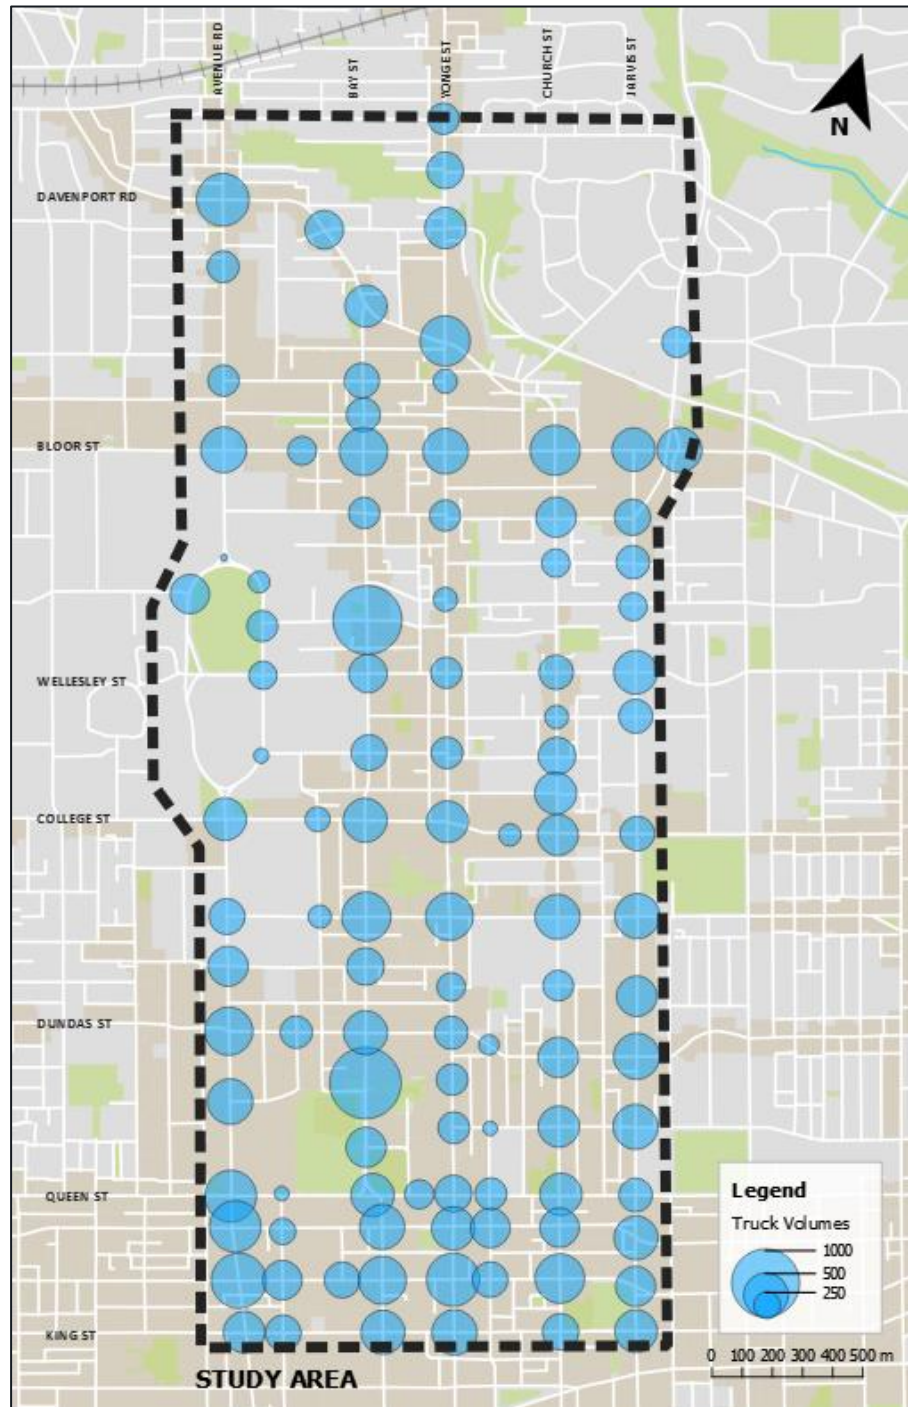 AVENUE RD
BAY ST
YONGE ST
CHURCH ST
JARVIS ST
N
DAVENPORT RD
BLOOR ST
WELLESLEY ST
COLLEGE ST
DUNDAS ST
QUEEN ST
KING ST
Legend
Truck Volumes
1000
500
250
0 100 200 300 400 500 m
STUDY AREA